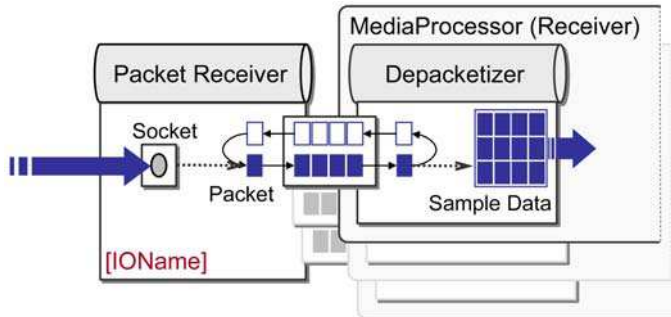 MediaProcessor (Receiver)
Packet Receiver
Depacketizer
Socket
Packet
Sample Data
[IOName]